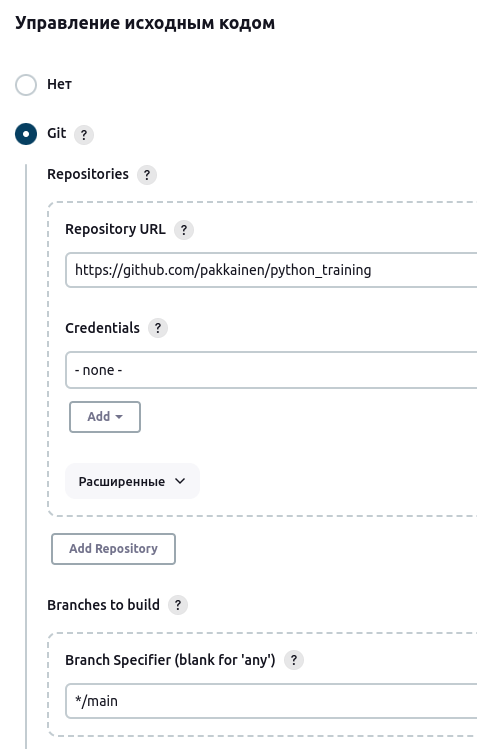 Управление исходным кодом
Нет
Git ?
Repositories ?
Repository URL ?
https://github.com/pakkainen/python_training
Credentials ?
- none -
Add
Расширенные
Add Repository
Branches to build ?
Branch Specifier (blank for 'any') ?
*/main